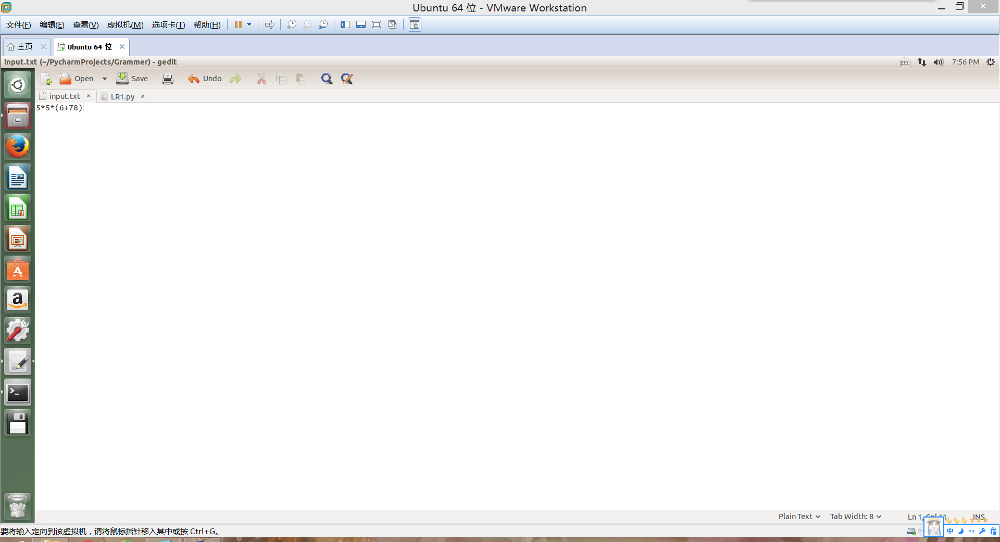 Ubuntu 64 位 - VMware Workstation
文件(F) 编辑(E) 查看(V) 虚拟机(M) 选项卡(T) 帮助(H)
主页 Ubuntu 64 位
input.txt (~/PycharmProjects/Grammer) - gedit 7:56 PM
Open Save Undo
input.txt × LR1.py ×
5*5*(6+78)
Plain Text Tab Width: 8 Ln 1, Col 11 INS
要将输入定向到该虚拟机，请将鼠标指针移入其中或按 Ctrl+G。 中